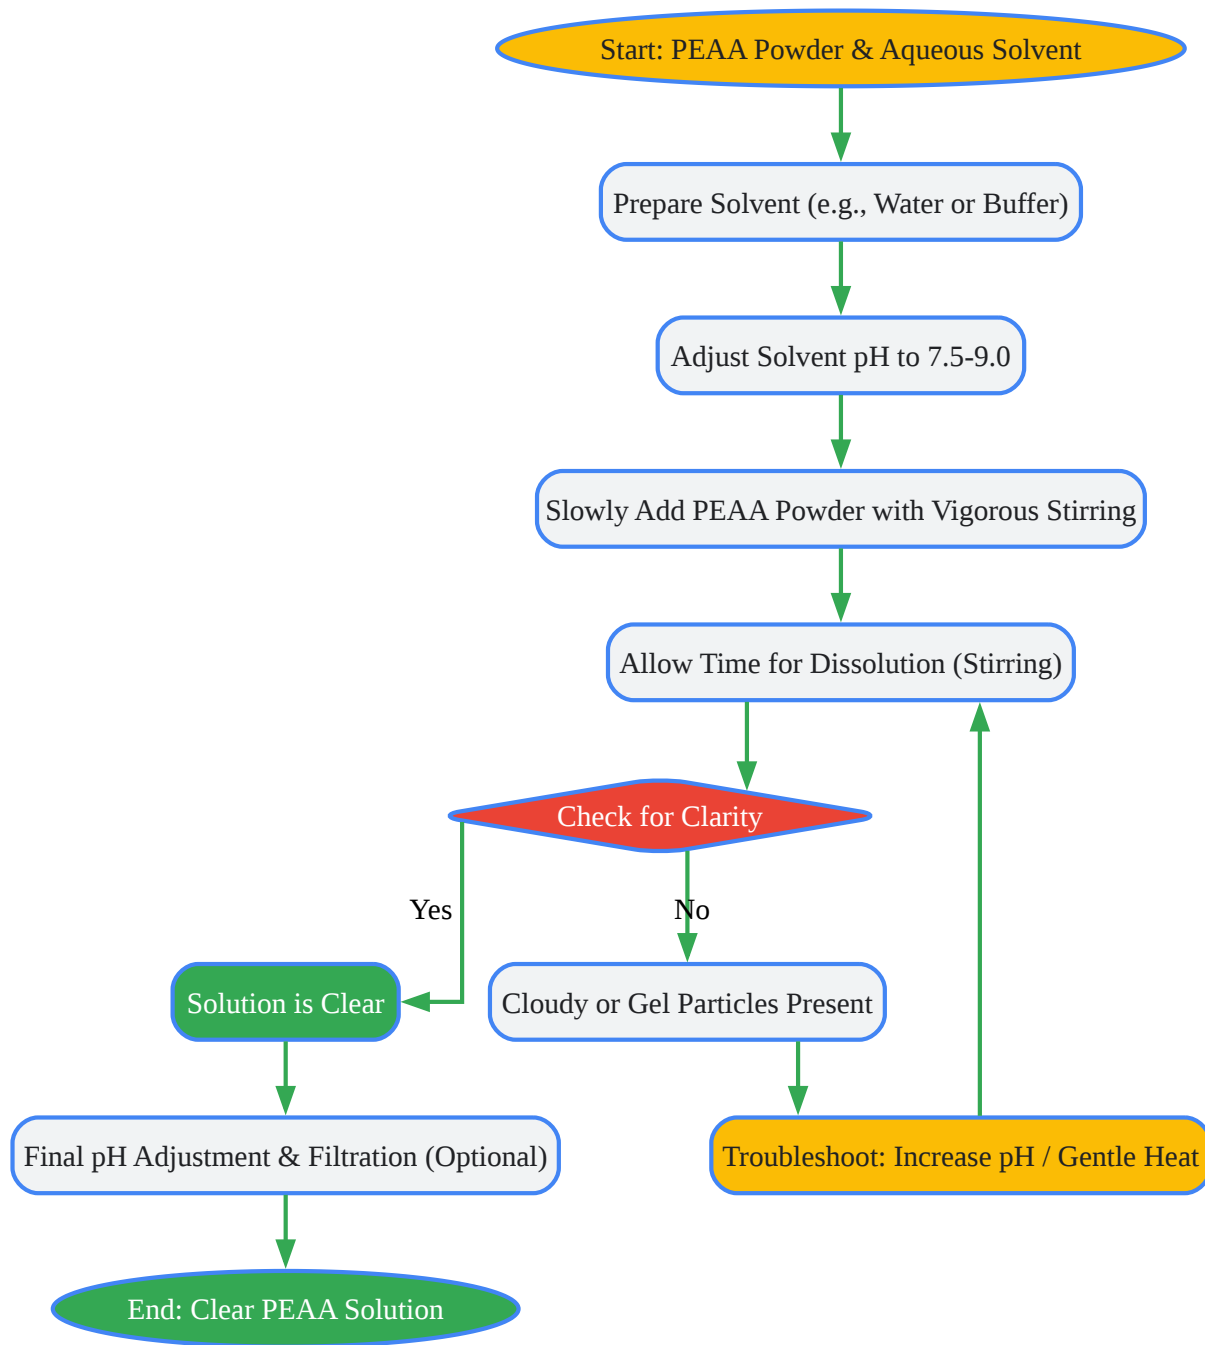 Start: PEAA Powder & Aqueous Solvent
Prepare Solvent (e.g., Water or Buffer)
Adjust Solvent pH to 7.5-9.0
Slowly Add PEAA Powder with Vigorous Stirring
Allow Time for Dissolution (Stirring)
Check for Clarity
Yes
No
Solution is Clear
Cloudy or Gel Particles Present
Final pH Adjustment & Filtration (Optional)
Troubleshoot: Increase pH / Gentle Heat
End: Clear PEAA Solution